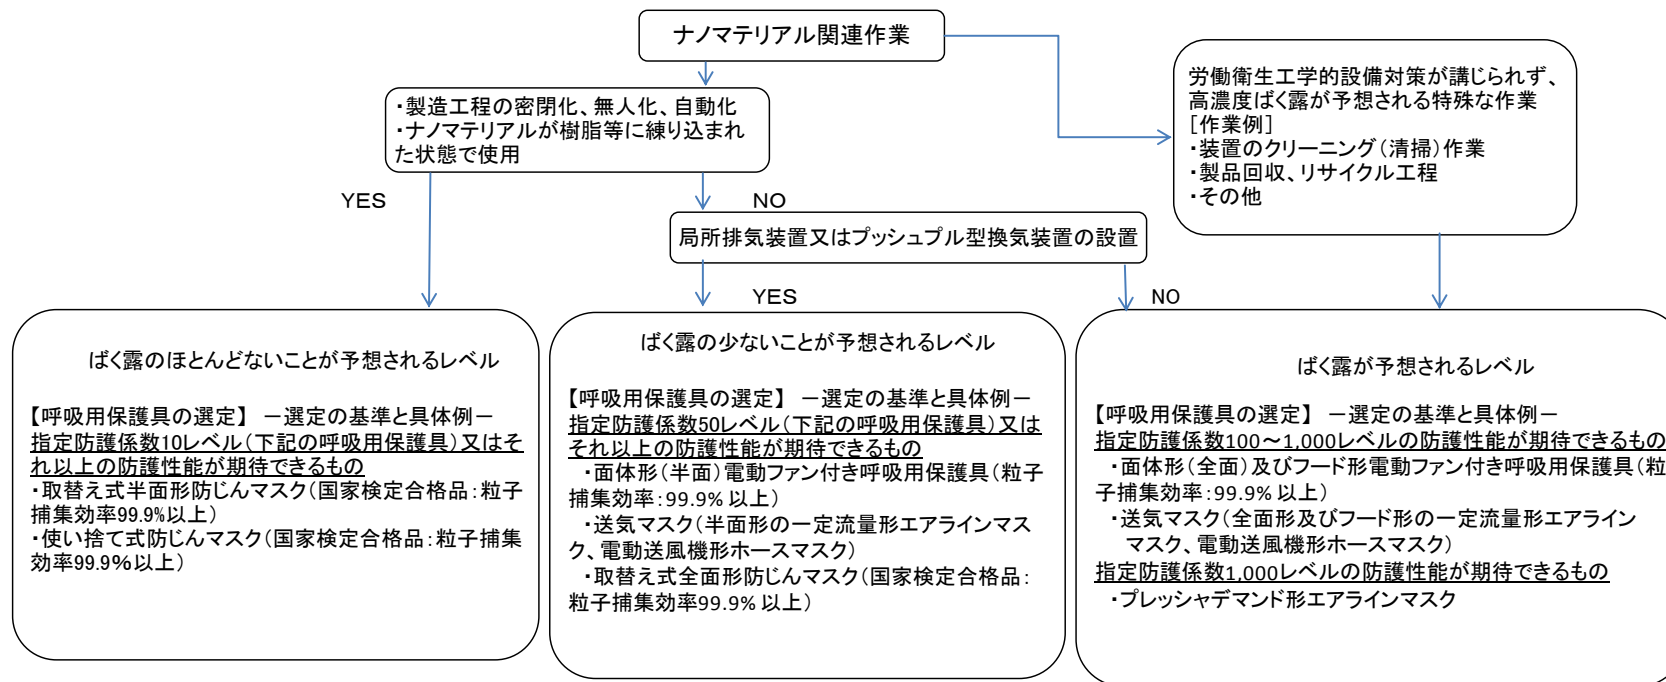 ナノマテリアル関連作業
・製造工程の密閉化、無人化、自動化
・ナノマテリアルが樹脂等に練り込まれ
た状態で使用
労働衛生工学的設備対策が講じられず、
高濃度ばく露が予想される特殊な作業
[作業例]
・装置のクリーニング(清掃)作業
・製品回収、リサイクル工程
・その他
YES
NO
局所排気装置又はプッシュプル型換気装置の設置
YES
NO
ばく露のほとんどないことが予想されるレベル
【呼吸用保護具の選定】 －選定の基準と具体例－
指定防護係数10レベル(下記の呼吸用保護具)又はそ
れ以上の防護性能が期待できるもの
・取替え式半面形防じんマスク(国家検定合格品:粒子
捕集効率99.9%以上)
・使い捨て式防じんマスク(国家検定合格品:粒子捕集
効率99.9%以上)
ばく露の少ないことが予想されるレベル
【呼吸用保護具の選定】 －選定の基準と具体例－
指定防護係数50レベル(下記の呼吸用保護具)又は
それ以上の防護性能が期待できるもの
・面体形(半面)電動ファン付き呼吸用保護具(粒子
捕集効率:99.9%以上)
・送気マスク(半面形の一定流量形エアラインマス
ク、電動送風機形ホースマスク)
・取替え式全面形防じんマスク(国家検定合格品:
粒子捕集効率99.9%以上)
ばく露が予想されるレベル
【呼吸用保護具の選定】 －選定の基準と具体例－
指定防護係数100～1,000レベルの防護性能が期待できるもの
・面体形(全面)及びフード形電動ファン付き呼吸用保護具(粒
子捕集効率:99.9%以上)
・送気マスク(全面形及びフード形の一定流量形エアライン
マスク、電動送風機形ホースマスク)
指定防護係数1,000レベルの防護性能が期待できるもの
・プレッシャデマンド形エアラインマスク